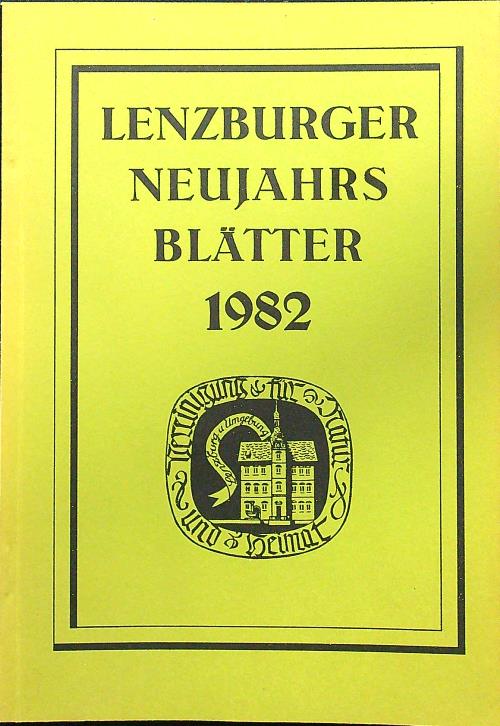 LENZBURGER
NEUJAHRS
BLÄTTER
1982
Vereinigung für Natur
und Heimat
Lenzburg u Umgebung